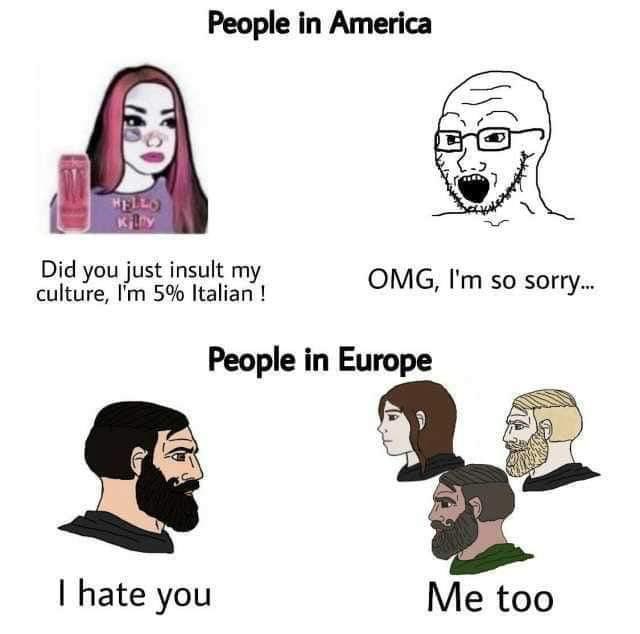 People in America
HELLO
KITTY
Did you just insult my
culture, I'm 5% Italian !
OMG, I'm so sorry...
People in Europe
I hate you
Me too